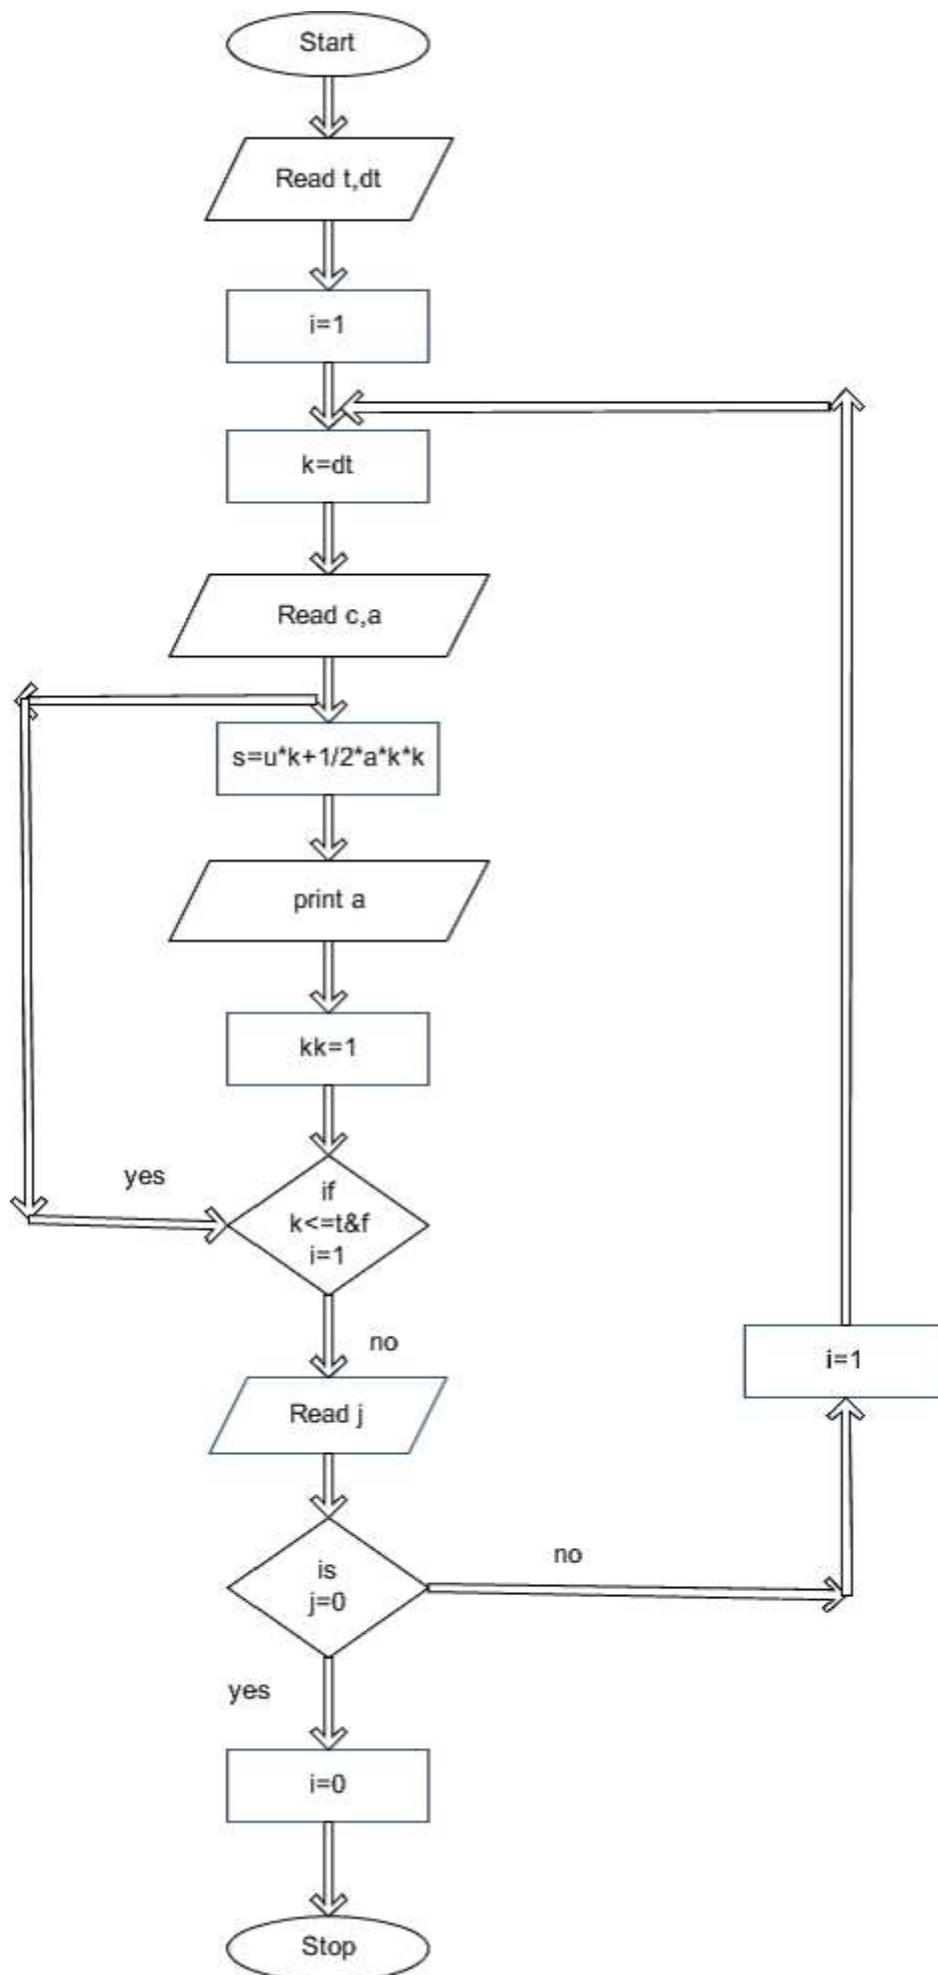 Start
Read t,dt
i=1
k=dt
Read c,a
s=u*k+1/2*a*k*k
print a
kk=1
yes
if
k<=t&f
i=1
no
Read j
i=1
is
j=0
no
yes
i=0
Stop